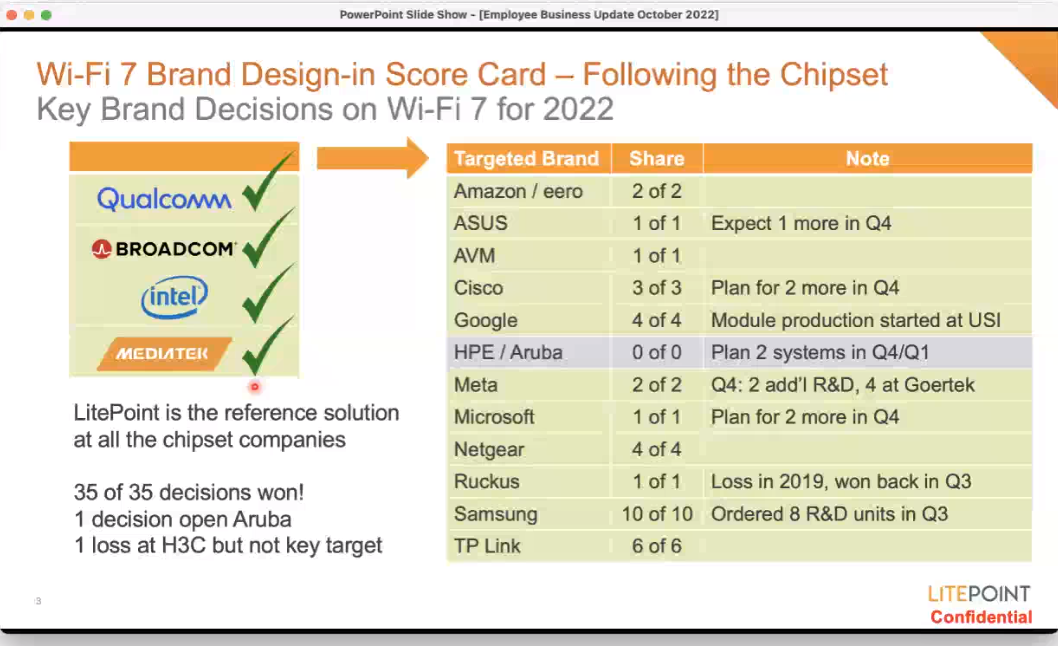 PowerPoint Slide Show - [Employee Business Update October 2022]
Wi-Fi 7 Brand Design-in Score Card – Following the Chipset
Key Brand Decisions on Wi-Fi 7 for 2022
Qualcomm
BROADCOM
intel
MEDIATEK
LitePoint is the reference solution
at all the chipset companies
35 of 35 decisions won!
1 decision open Aruba
1 loss at H3C but not key target
Targeted Brand Share Note
Amazon / eero 2 of 2
ASUS 1 of 1 Expect 1 more in Q4
AVM 1 of 1
Cisco 3 of 3 Plan for 2 more in Q4
Google 4 of 4 Module production started at USI
HPE / Aruba 0 of 0 Plan 2 systems in Q4/Q1
Meta 2 of 2 Q4: 2 add'l R&D, 4 at Goertek
Microsoft 1 of 1 Plan for 2 more in Q4
Netgear 4 of 4
Ruckus 1 of 1 Loss in 2019, won back in Q3
Samsung 10 of 10 Ordered 8 R&D units in Q3
TP Link 6 of 6
3
LITEPOINT
Confidential